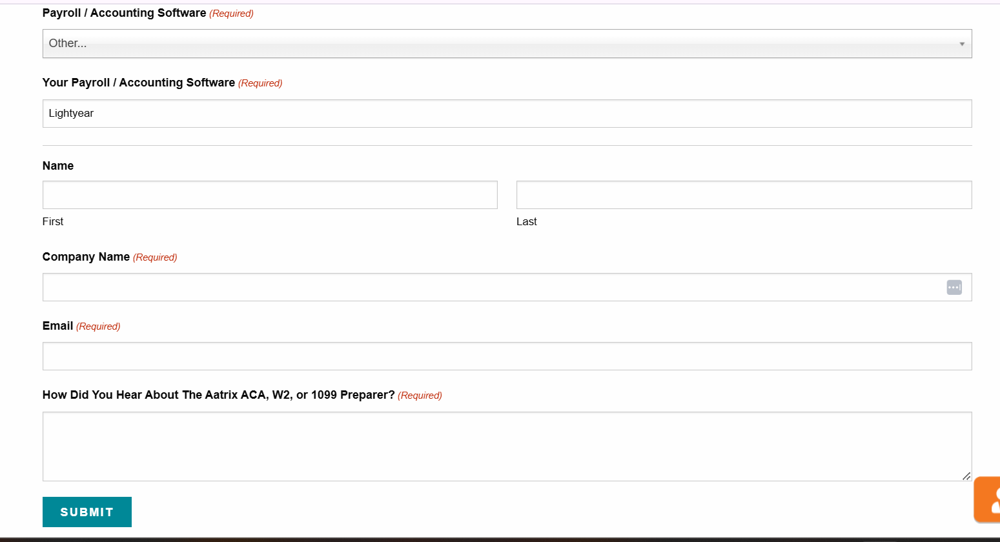 Payroll / Accounting Software (Required)
Other...
Your Payroll / Accounting Software (Required)
Lightyear
Name
First
Last
Company Name (Required)
Email (Required)
How Did You Hear About The Aatrix ACA, W2, or 1099 Preparer? (Required)
SUBMIT